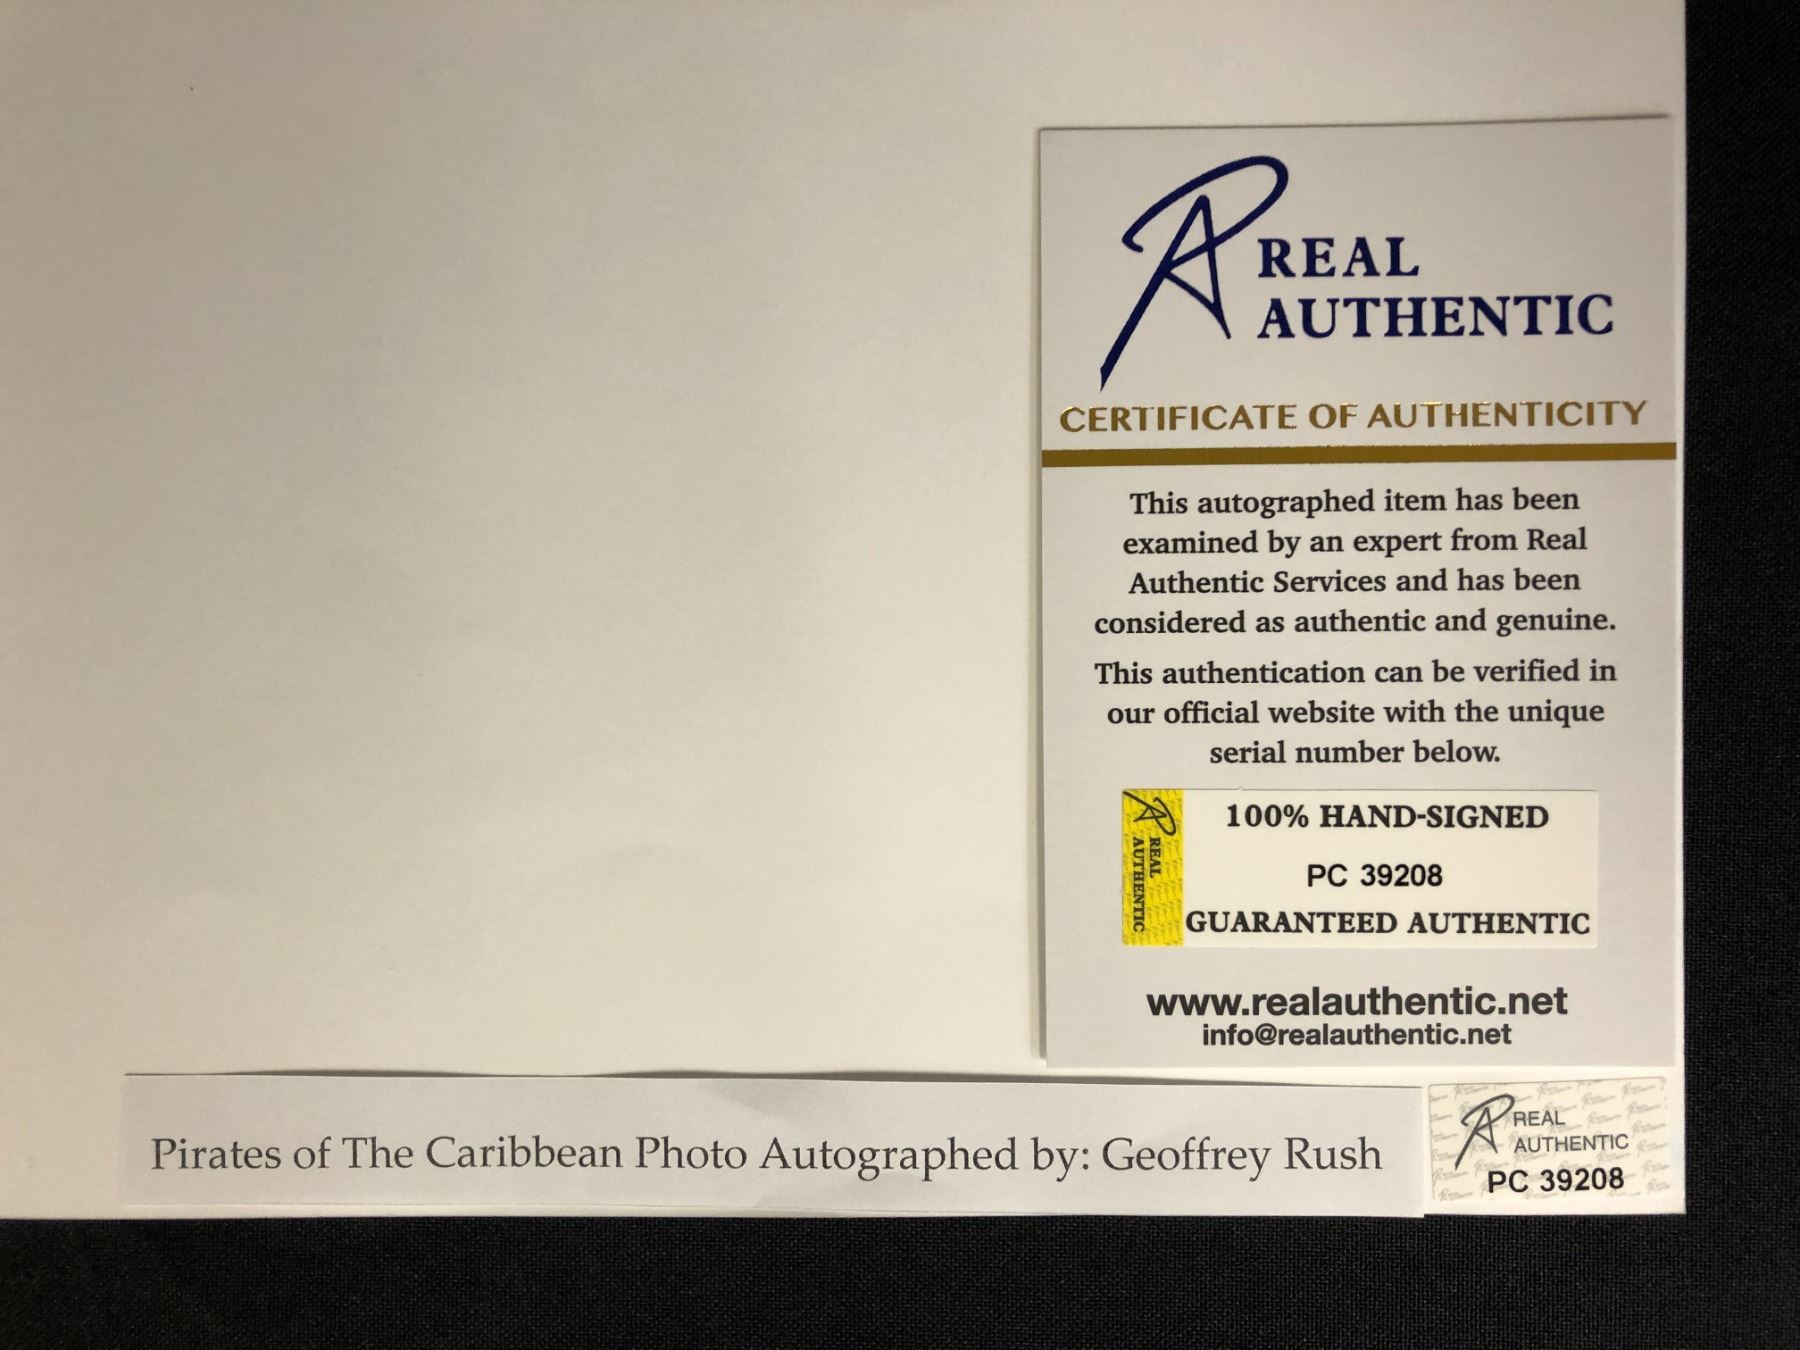 REAL
AUTHENTIC
CERTIFICATE OF AUTHENTICITY
This autographed item has been
examined by an expert from Real
Authentic Services and has been
considered as authentic and genuine.
This authentication can be verified in
our official website with the unique
serial number below.
REAL
AUTHENTIC
100% HAND-SIGNED
PC 39208
GUARANTEED AUTHENTIC
www.realauthentic.net
info@realauthentic.net
Pirates of The Caribbean Photo Autographed by: Geoffrey Rush
REAL
AUTHENTIC
PC 39208